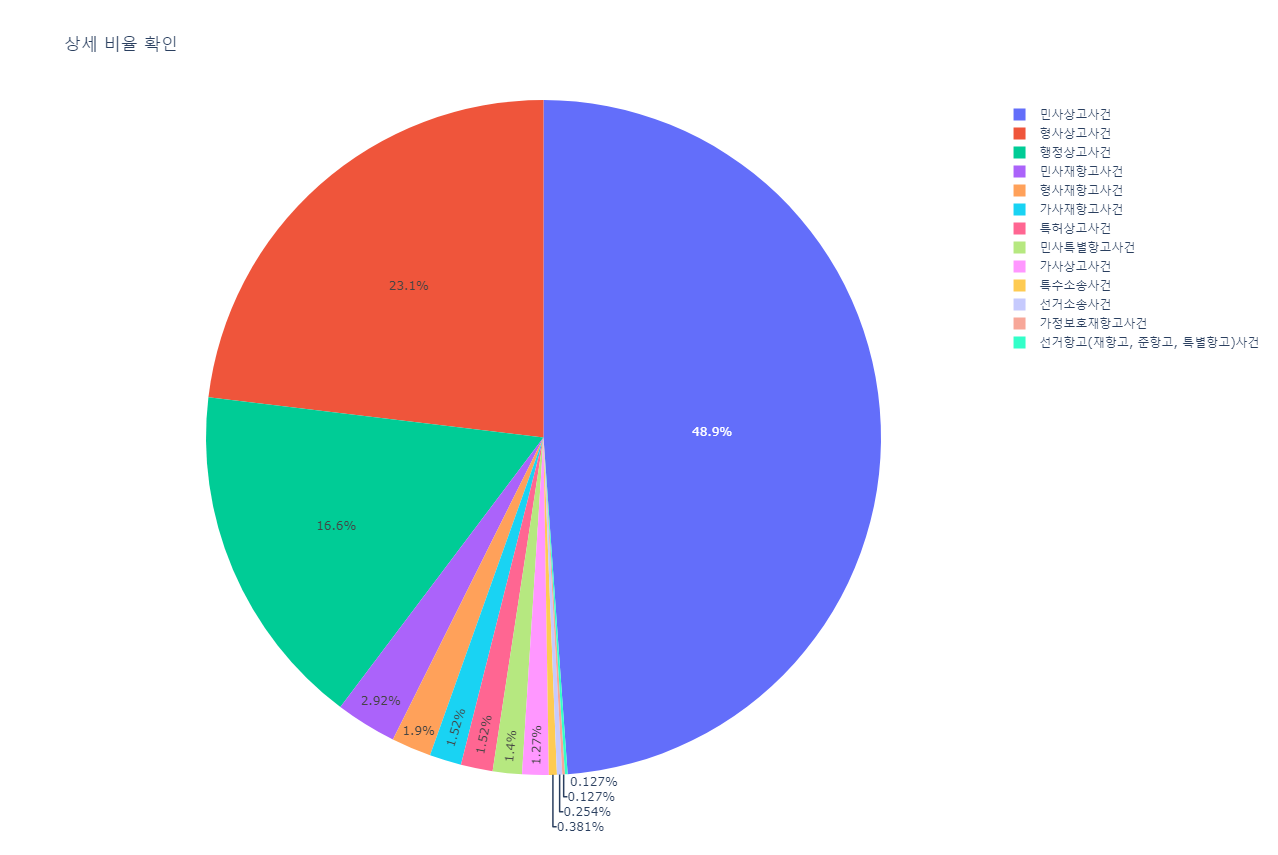 상세 비율 확인
민사상고사건
형사상고사건
행정상고사건
민사재항고사건
형사재항고사건
가사재항고사건
특허상고사건
민사특별항고사건
가사상고사건
특수소송사건
선거소송사건
가정보호재항고사건
선거항고(재항고, 준항고, 특별항고)사건
23.1%
48.9%
16.6%
2.92%
1.9%
1.52%
1.52%
1.4%
1.27%
0.127%
0.127%
0.254%
0.381%